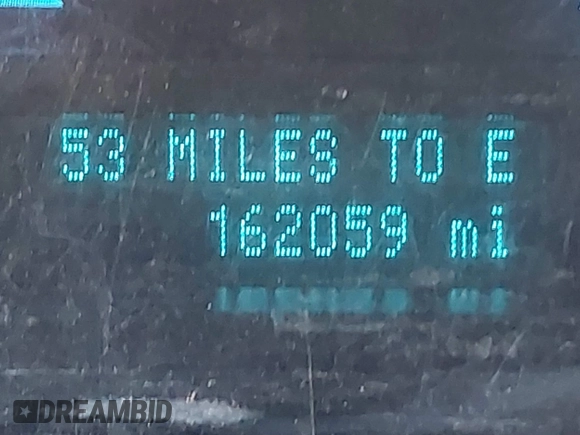 53 MILES TO E
162059 mi
DREAMBID